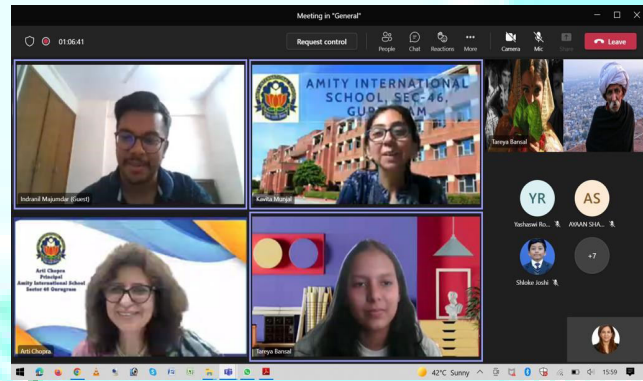 Meeting in "General"
01:06:41
Request control
People
Chat
Reactions
More
Camera
Mic
Share
Leave
AMITY INTERNATIONAL
SCHOOL, SEC-46,
GURUGRAM
Indranil Majumdar (Guest)
Kavita Munjal
Tareya Bansal
YR
AS
Yashaswi Ro...
AYAAN SHA...
Shloke Joshi
+7
Arti Chopra
Principal
Amity International School
Sector 46 Gurugram
Arti Chopra
Tareya Bansal
42°C Sunny
15:59